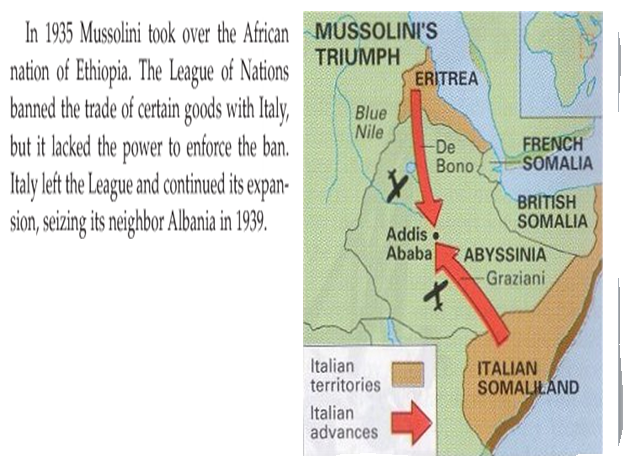 In 1935 Mussolini took over the African
nation of Ethiopia. The League of Nations
banned the trade of certain goods with Italy,
but it lacked the power to enforce the ban.
Italy left the League and continued its expan-
sion, seizing its neighbor Albania in 1939.
MUSSOLINI'S
TRIUMPH
ERITREA
Blue
Nile
De
Bono
FRENCH
SOMALIA
BRITISH
SOMALIA
Addis
Ababa
ABYSSINIA
Graziani
ITALIAN
SOMALILAND
Italian
territories
Italian
advances